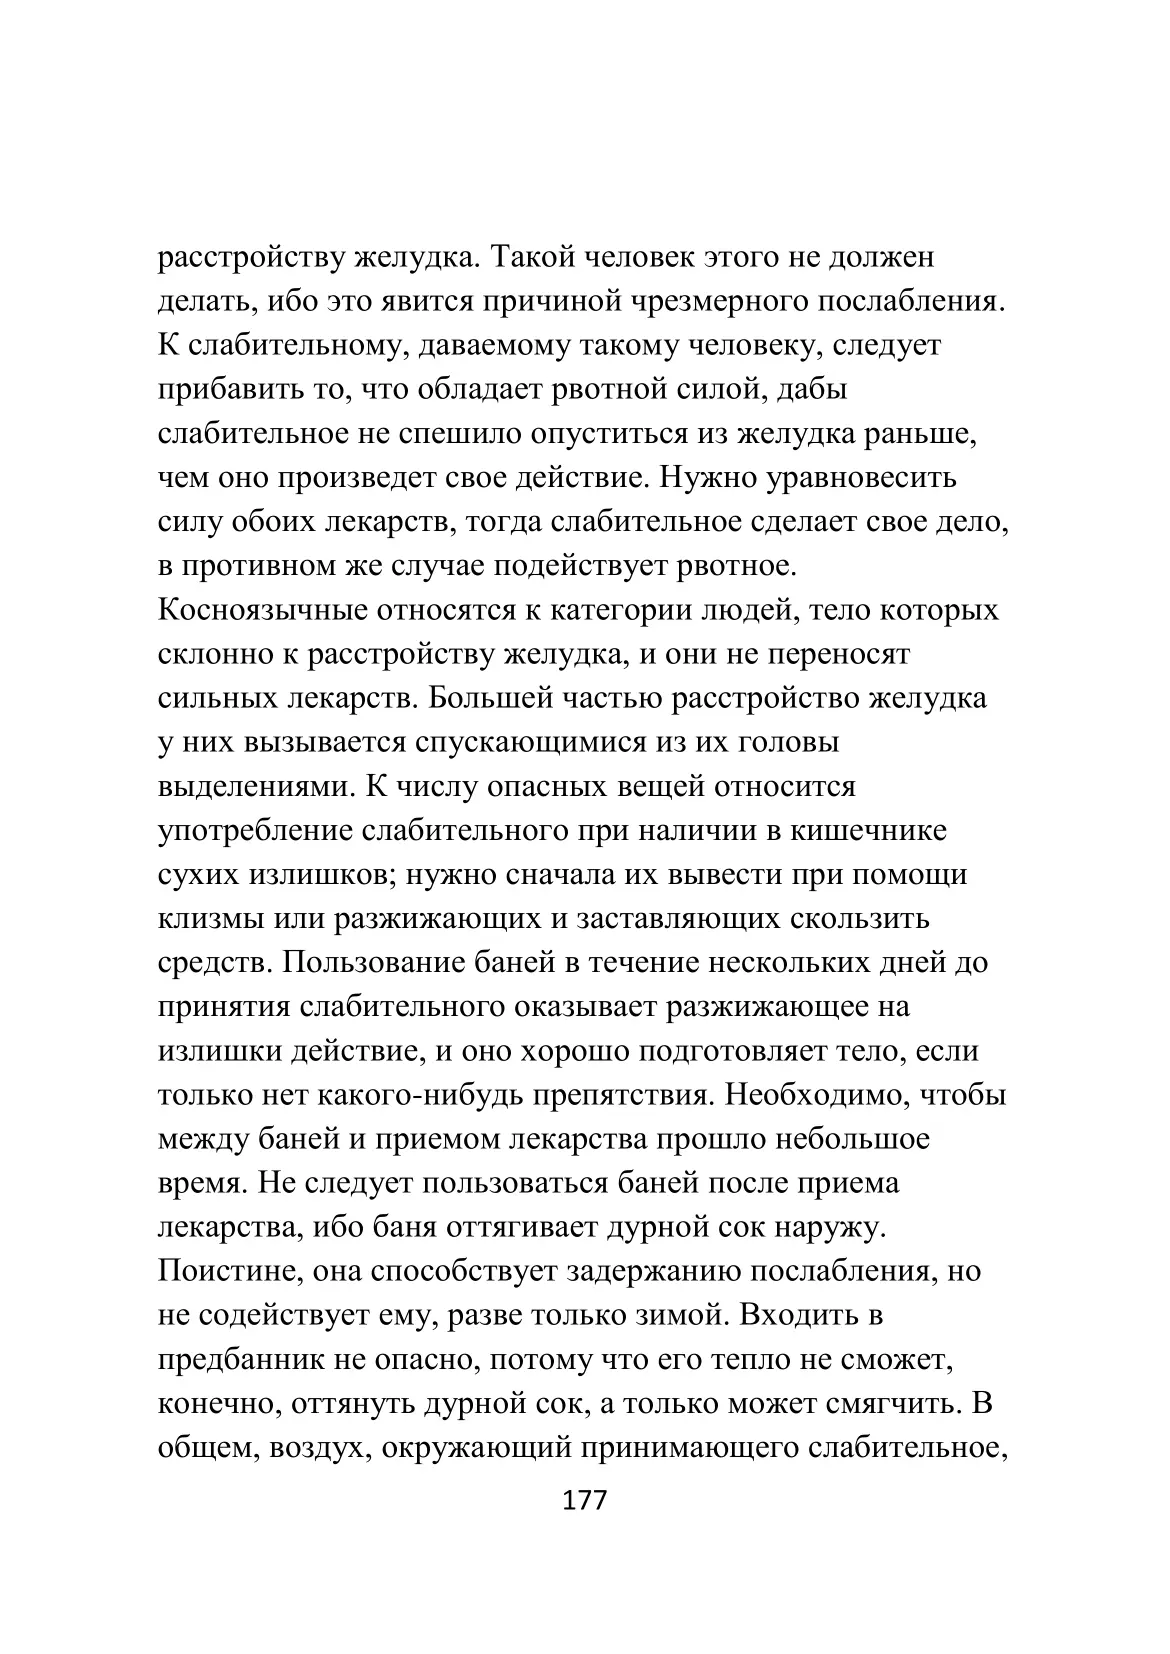 расстройству желудка. Такой человек этого не должен
делать, ибо это явится причиной чрезмерного послабления.
К слабительному, даваемому такому человеку, следует
прибавить то, что обладает рвотной силой, дабы
слабительное не спешило опуститься из желудка раньше,
чем оно произведет свое действие. Нужно уравновесить
силу обоих лекарств, тогда слабительное сделает свое дело,
в противном же случае подействует рвотное.
Косноязычные относятся к категории людей, тело которых
склонно к расстройству желудка, и они не переносят
сильных лекарств. Большей частью расстройство желудка
у них вызывается спускающимися из их головы
выделениями. К числу опасных вещей относится
употребление слабительного при наличии в кишечнике
сухих излишков; нужно сначала их вывести при помощи
клизмы или разжижающих и заставляющих скользить
средств. Пользование баней в течение нескольких дней до
принятия слабительного оказывает разжижающее на
излишки действие, и оно хорошо подготовляет тело, если
только нет какого-нибудь препятствия. Необходимо, чтобы
между баней и приемом лекарства прошло небольшое
время. Не следует пользоваться баней после приема
лекарства, ибо баня оттягивает дурной сок наружу.
Поистине, она способствует задержанию послабления, но
не содействует ему, разве только зимой. Входить в
предбанник не опасно, потому что его тепло не сможет,
конечно, оттянуть дурной сок, а только может смягчить. В
общем, воздух, окружающий принимающего слабительное,
177